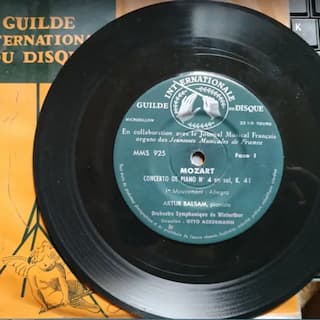 GUILDE
INTERNATIONALE
DU DISQUE
GUILDE INTERNATIONALE DU DISQUE
MICROSILLON
33 1/3 TOURS
En collaboration avec le Journal Musical Français
organe des Jeunesses Musicales de France
MMS 925
Face 1
MOZART
CONCERTO DE PIANO N° 4 en sol, K. 41
1er Mouvement : Allegro
ARTUR BALSAM, pianiste
Orchestre Symphonique de Winterthur
Direction : OTTO ACKERMANN
K